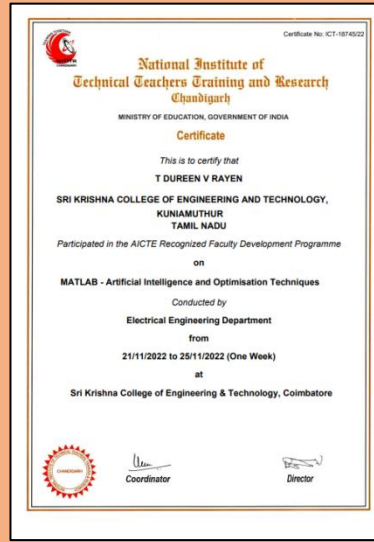 Certificate No: ICT-18745/22
National Institute of
Technical Teachers Training and Research
Chandigarh
MINISTRY OF EDUCATION, GOVERNMENT OF INDIA
Certificate
This is to certify that
T DUREEN V RAYEN
SRI KRISHNA COLLEGE OF ENGINEERING AND TECHNOLOGY,
KUNIAMUTHUR
TAMIL NADU
Participated in the AICTE Recognized Faculty Development Programme
on
MATLAB - Artificial Intelligence and Optimisation Techniques
Conducted by
Electrical Engineering Department
from
21/11/2022 to 25/11/2022 (One Week)
at
Sri Krishna College of Engineering & Technology, Coimbatore
CHANDIGARH
Coordinator
Director